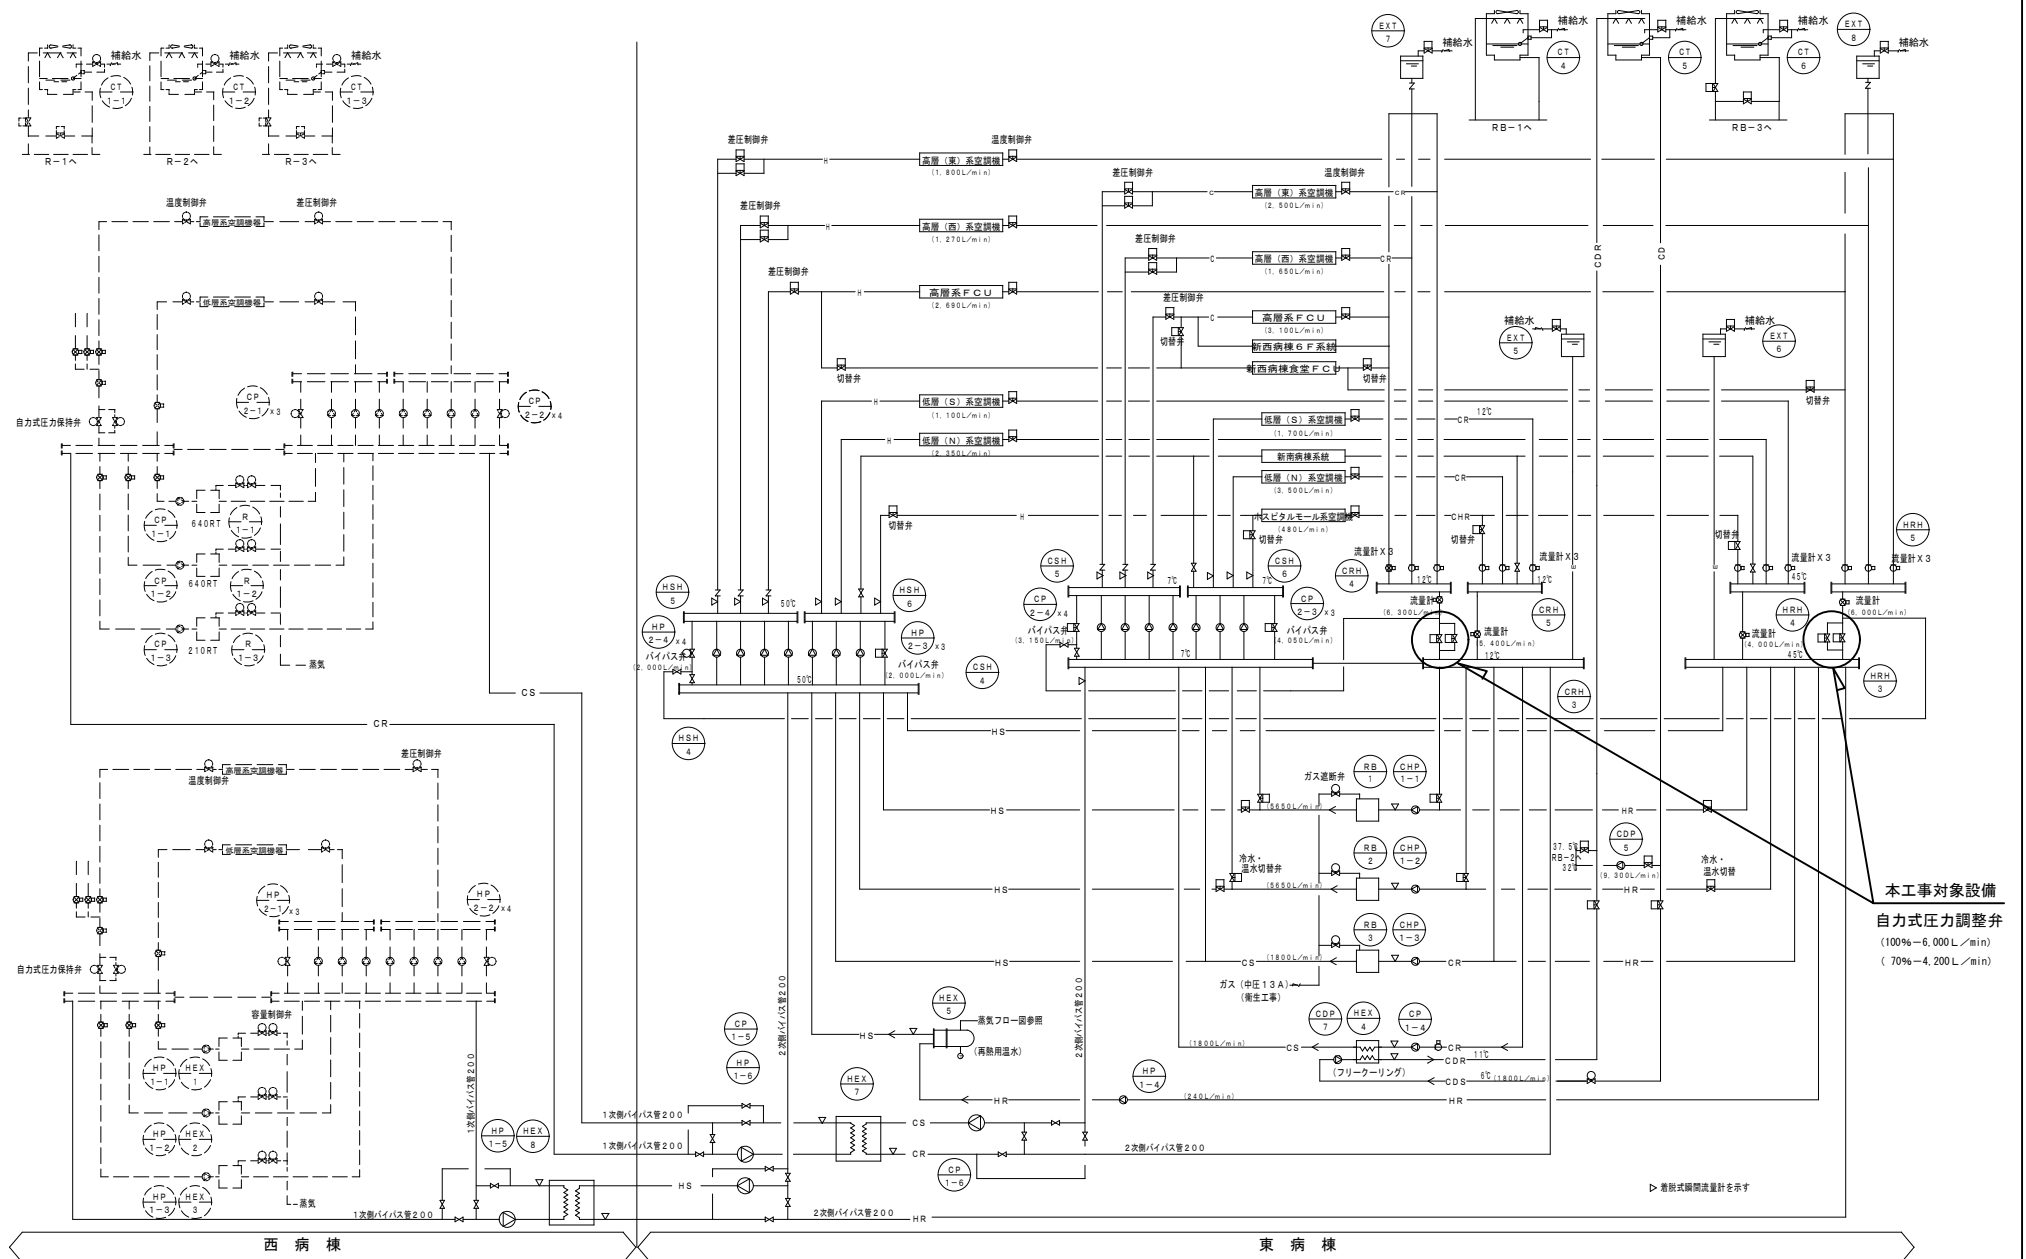 補給水
CT
1-1
補給水
CT
1-2
補給水
CT
1-3
R-1へ
R-2へ
R-3へ
温度制御弁
差圧制御弁
高層系空調機器
低層系空調機器
CP
2-1
x3
CP
2-2
x4
自力式圧力保持弁
CP
1-1
640RT
R
1-1
CP
1-2
640RT
R
1-2
CP
1-3
210RT
R
1-3
蒸気
CS
CR
差圧制御弁
高層系空調機器
温度制御弁
低層系空調機器
HP
2-1
x3
HP
2-2
x4
自力式圧力保持弁
容量制御弁
HP
1-1
HEX
1
HP
1-2
HEX
2
HP
1-3
HEX
3
蒸気
1次側バイパス管200
HP
1-5
HEX
8
1次側バイパス管200
西病棟
EXT
7
補給水
補給水
CT
4
RB-1へ
補給水
CT
5
補給水
CT
6
RB-3へ
EXT
8
補給水
差圧制御弁
H
高層(東)系空調機
(1,800L/min)
温度制御弁
差圧制御弁
C
高層(東)系空調機
(2,500L/min)
温度制御弁
CR
差圧制御弁
H
高層(西)系空調機
(1,270L/min)
差圧制御弁
C
高層(西)系空調機
(1,650L/min)
CR
CDR
CD
差圧制御弁
H
高層系FCU
(2,690L/min)
差圧制御弁
C
高層系FCU
(3,100L/min)
切替弁
新西病棟6F系統
新西病棟食堂FCU
切替弁
切替弁
切替弁
補給水
EXT
5
補給水
EXT
6
H
低層(S)系空調機
(1,100L/min)
低層(S)系空調機
(1,700L/min)
CR
12℃
H
低層(N)系空調機
(2,350L/min)
新南病棟系統
低層(N)系空調機
(3,500L/min)
CR
切替弁
H
ホスピタルモール系空調機
(480L/min)
切替弁
CHR
切替弁
切替弁
E
E
HRH
5
HSH
5
50℃
HSH
6
CSH
5
7℃
7℃
CSH
6
CRH
4
流量計X3
12℃
流量計X3
12℃
流量計X3
45℃
流量計X3
HP
2-4
x4
バイパス弁
(2,000L/min)
HP
2-3
x3
バイパス弁
(2,000L/min)
50℃
HSH
4
CP
2-4
x4
バイパス弁
(3,150L/min)
CP
2-3
x3
バイパス弁
(4,050L/min)
7℃
CSH
4
流量計
(6,300L/min)
流量計
(5,400L/min)
12℃
CRH
5
CRH
3
HRH
4
流量計
(4,000L/min)
45℃
流量計
(6,000L/min)
HRH
3
HS
ガス遮断弁
RB
1
CHP
1-1
HS
(5650L/min)
HR
冷水・
温水切替弁
RB
2
CHP
1-2
HS
(5650L/min)
HR
37.5℃
RB-2へ
32℃
CDP
5
(9,300L/min)
冷水・
温水切替
RB
3
CHP
1-3
HS
CS
(1800L/min)
CR
HR
ガス(中圧13A)
(衛生工事)
本工事対象設備
自力式圧力調整弁
(100%-6,000L/min)
( 70%-4,200L/min)
2次側バイパス管200
2次側バイパス管200
HEX
5
蒸気フロー図参照
(再熱用温水)
HS
CDP
7
HEX
4
CP
1-4
(1800L/min)
CS
CR
CDR
11℃
(フリークーリング)
CDS
6℃
(1800L/min)
HP
1-4
HR
(240L/min)
HR
CP
1-5
HP
1-6
HEX
7
1次側バイパス管200
CS
1次側バイパス管200
CR
2次側バイパス管200
CP
1-6
HS
2次側バイパス管200
HR
▷ 着脱式瞬間流量計を示す
東病棟